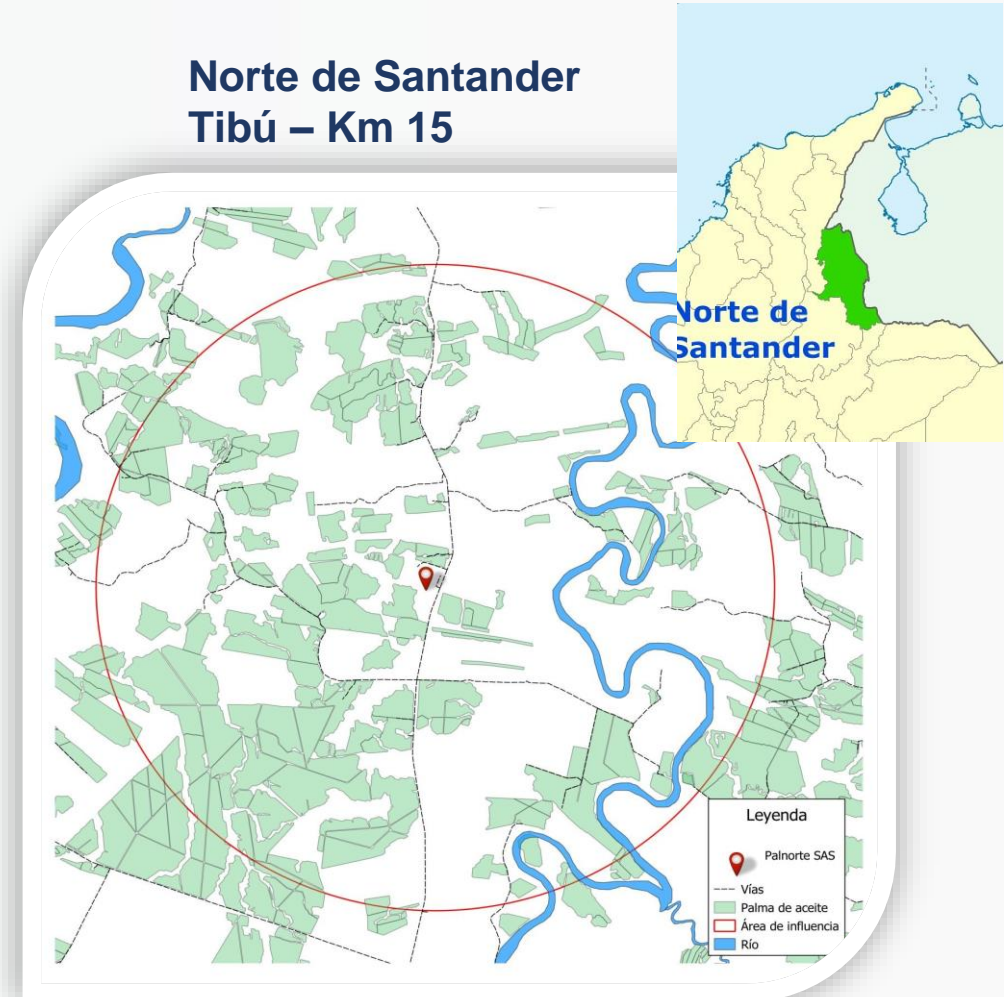 Norte de Santander
Tibú – Km 15
Norte de
Santander
Leyenda
Palnorte SAS
Vías
Palma de aceite
Área de influencia
Río